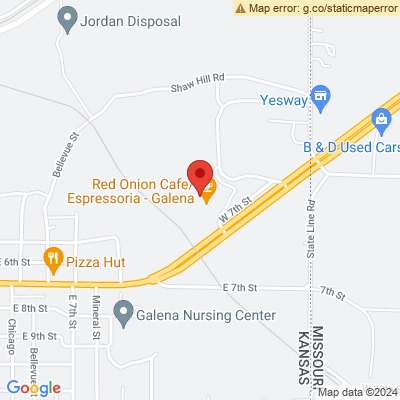 Map error: g.co/staticmaperror
Jordan Disposal
Shaw Hill Rd
Yesway
Bellevue St
B & D Used Cars
Red Onion Cafe/
Espressoria - Galena
W 7th St
State Line Rd
E 6th St
Pizza Hut
E 7th St
7th St
E 7th St
Mineral St
E 8th St
Galena Nursing Center
Chicago
Bellevue St
E 9th St
MISSOUR
KANSAS
Google
Map data ©2024